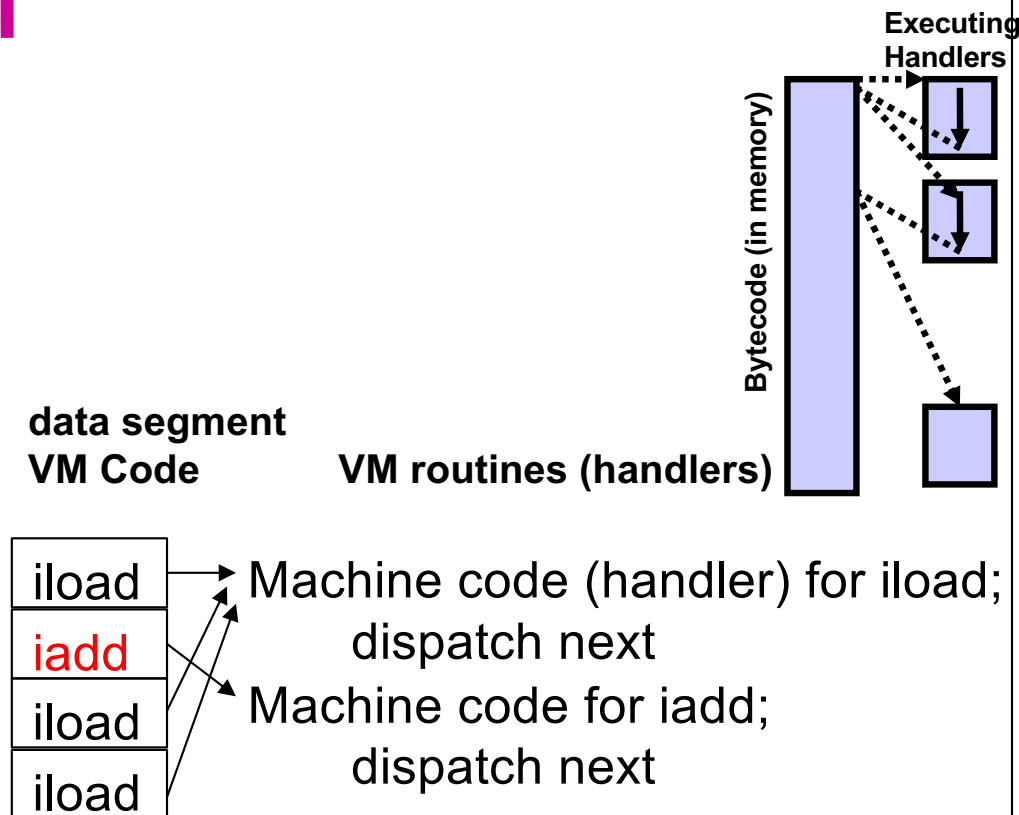 Executing
Handlers
Bytecode (in memory)
data segment
VM Code
VM routines (handlers)
iload
Machine code (handler) for iload;
dispatch next
iadd
Machine code for iadd;
iload
dispatch next
iload